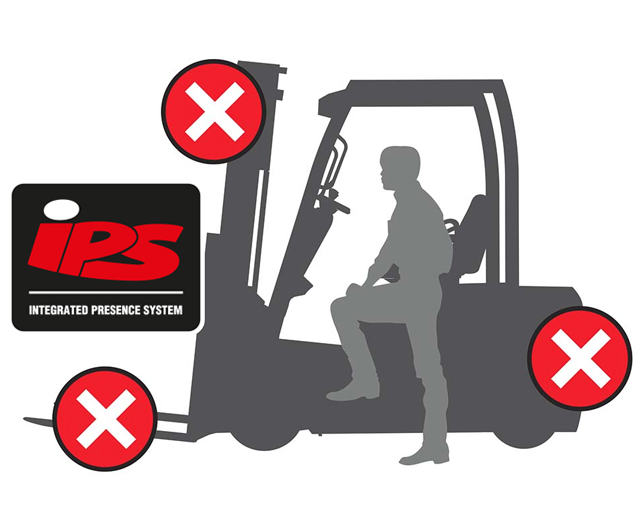 iPS
INTEGRATED PRESENCE SYSTEM